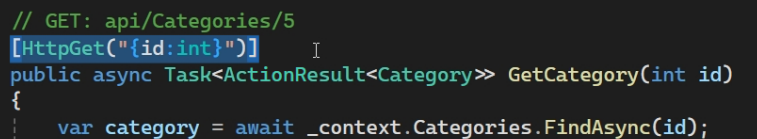 // GET: api/Categories/5
[HttpGet("{id:int}")]
public async Task<ActionResult<Category>> GetCategory(int id)
{
var category = await _context.Categories.FindAsync(id);